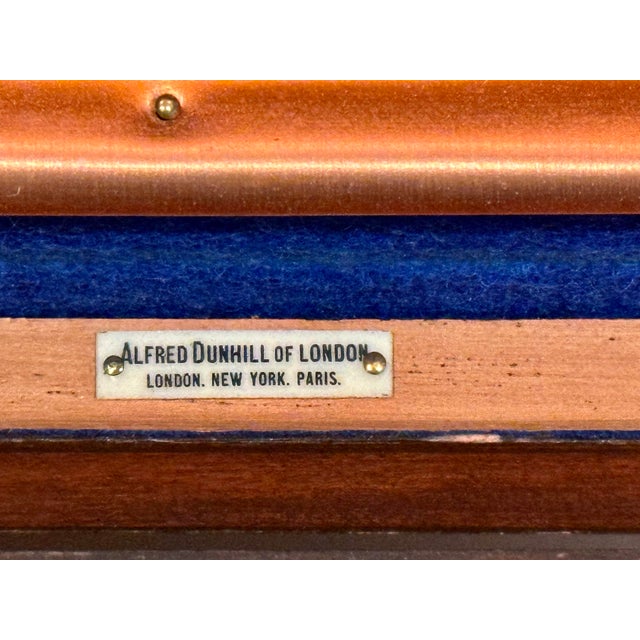 ALFRED DUNHILL OF LONDON
LONDON. NEW YORK. PARIS.